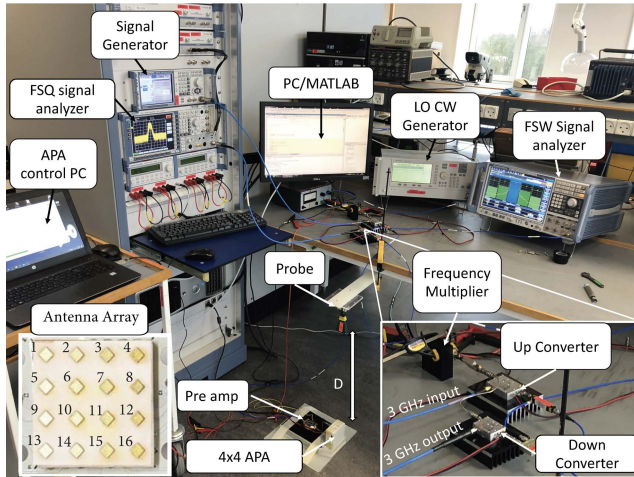 Signal
Generator
FSQ signal
analyzer
APA
control PC
PC/MATLAB
LO CW
Generator
FSW Signal
analyzer
Probe
Frequency
Multiplier
Antenna Array
1 2 3 4
5 6 7 8
9 10 11 12
13 14 15 16
D
Pre amp
4x4 APA
Up Converter
3 GHz input
3 GHz output
Down
Converter